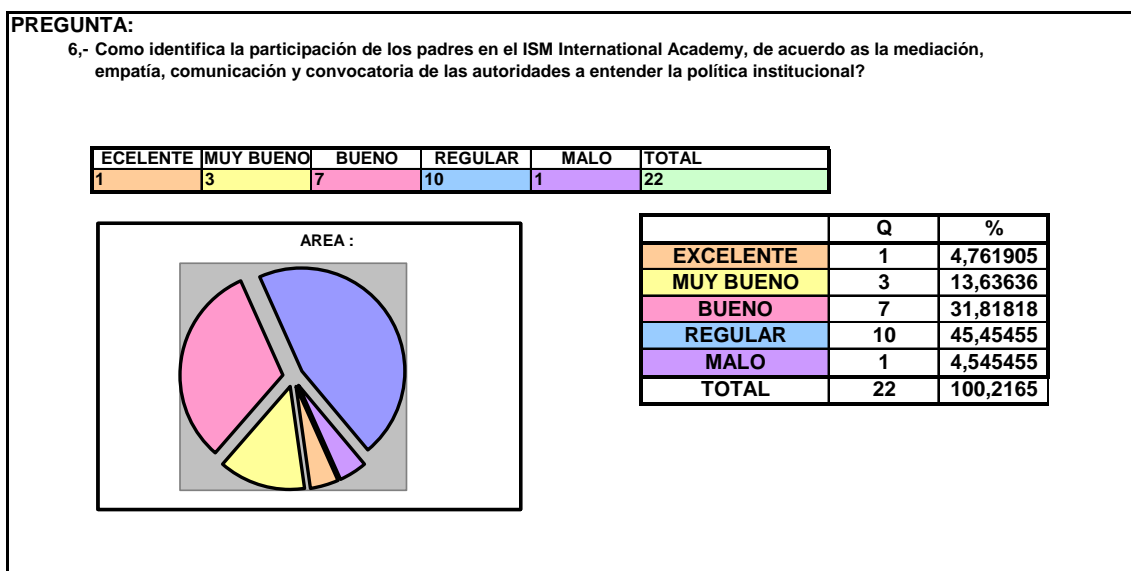 PREGUNTA:
6,- Como identifica la participación de los padres en el ISM International Academy, de acuerdo as la mediación,
empatía, comunicación y convocatoria de las autoridades a entender la política institucional?
ECELENTE MUY BUENO BUENO REGULAR MALO TOTAL
1 3 7 10 1 22
AREA :
Q %
EXCELENTE 1 4,761905
MUY BUENO 3 13,63636
BUENO 7 31,81818
REGULAR 10 45,45455
MALO 1 4,545455
TOTAL 22 100,2165